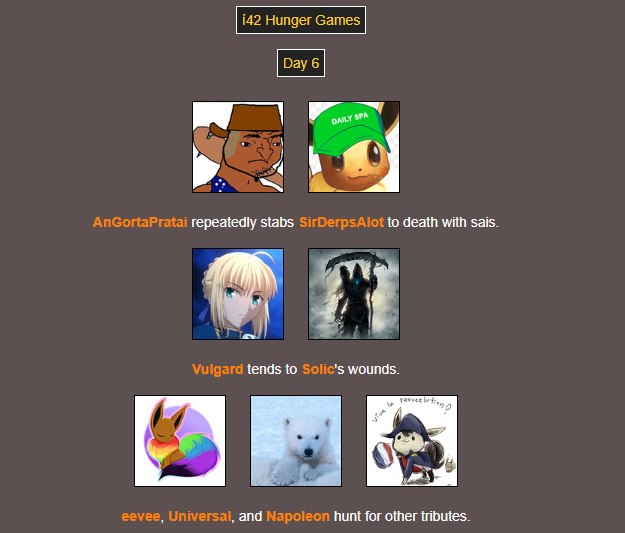 í42 Hunger Games
Day 6
DAILY SPA
AnGortaPratai repeatedly stabs SirDerpsAlot to death with sais.
Vulgard tends to Solic's wounds.
Viva la reeveelution!
eevee, Universal, and Napoleon hunt for other tributes.